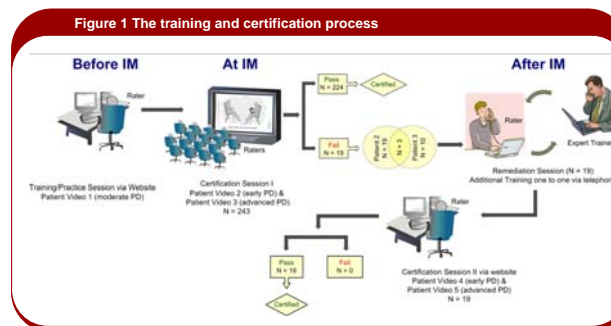 Figure 1 The training and certification process
Before IM
At IM
After IM
Rater
Training/Practice Session via Website
Patient Video 1 (moderate PD)
Raters
Certification Session I
Patient Video 2 (early PD) &
Patient Video 3 (advanced PD)
N = 243
Pass
N = 224
Certified
Fail
N = 19
Patient 2
N = 19
N = 3
Patient 3
N = 10
Rater
Expert Trainer
Remediation Session (N = 19)
Additional Training one to one via telephone
Rater
Certification Session II via website
Patient Video 4 (early PD) &
Patient Video 5 (advanced PD)
N = 19
Pass
N = 19
Fail
N = 0
Certified